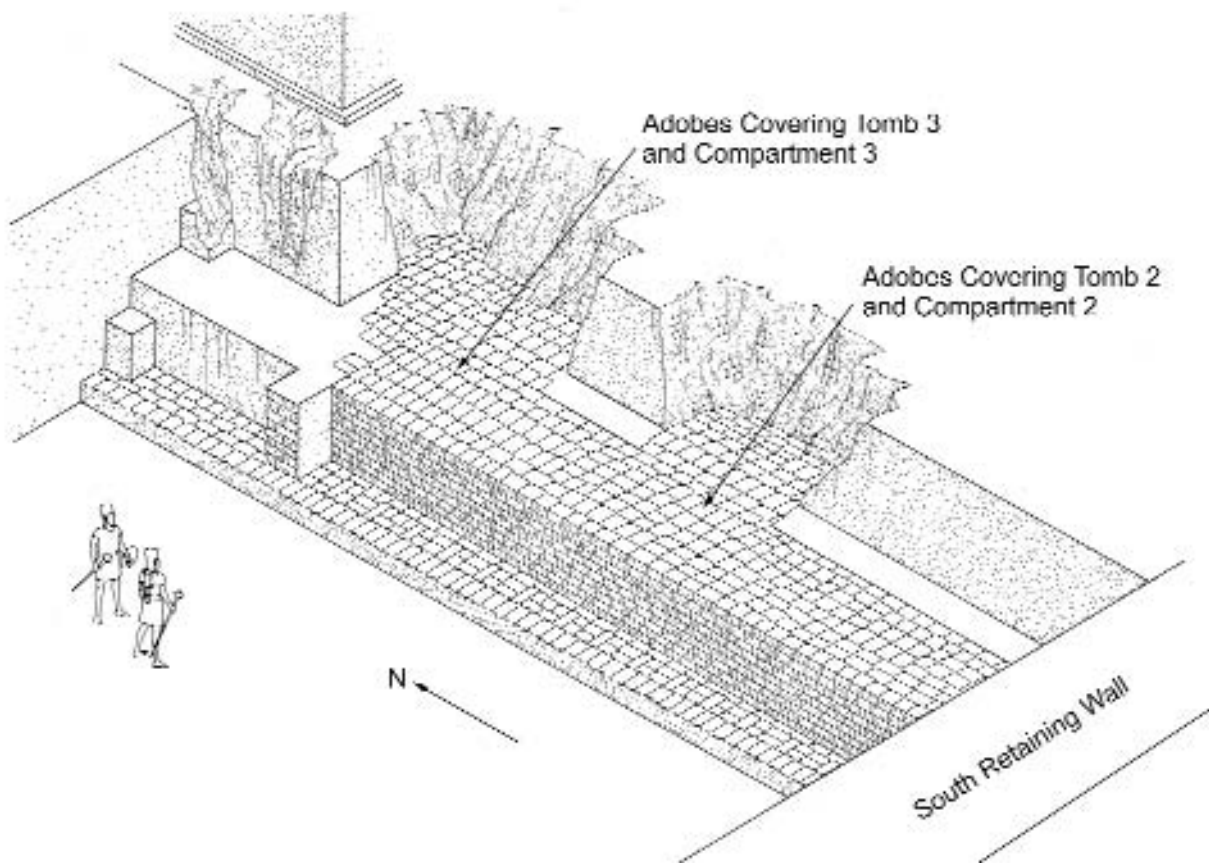 Adobes Covering Tomb 3
and Compartment 3
Adobes Covering Tomb 2
and Compartment 2
N
South Retaining Wall